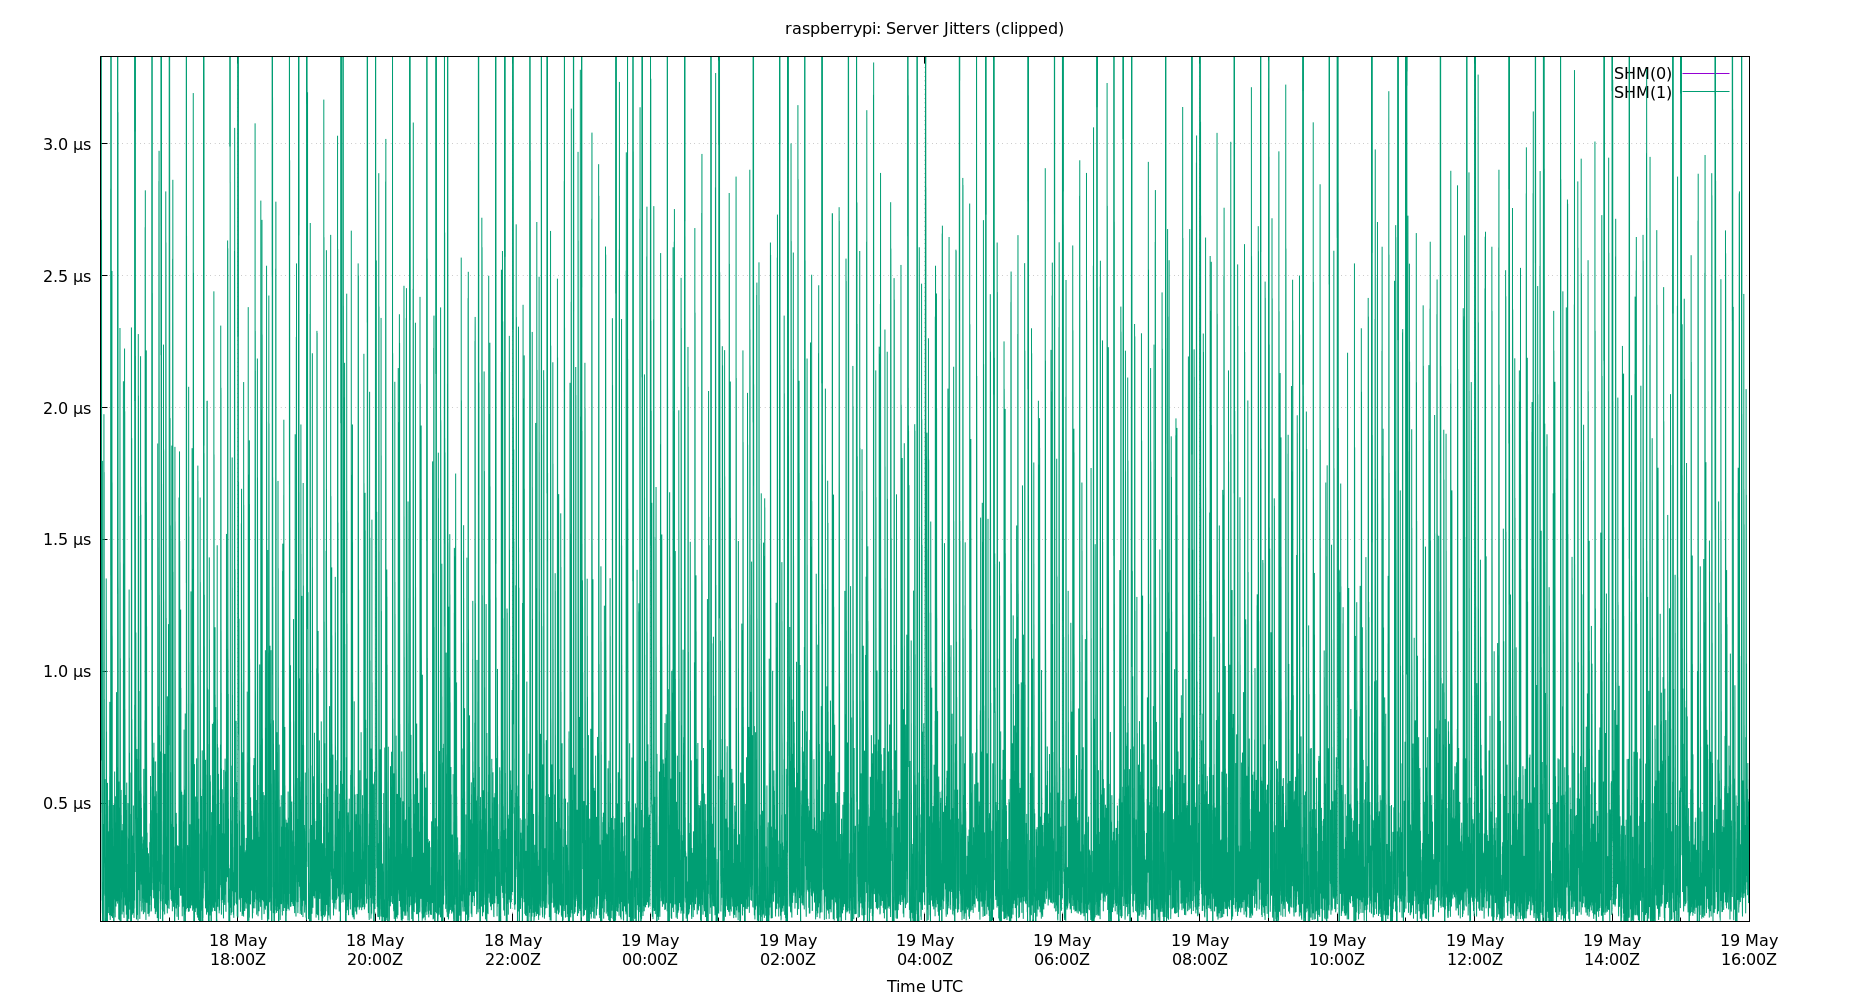 raspberrypi: Server Jitters (clipped)
SHM(0)
SHM(1)
3.0 μs
2.5 μs
2.0 μs
1.5 μs
1.0 μs
0.5 μs
18 May 18 May 18 May 19 May 19 May 19 May 19 May 19 May 19 May 19 May 19 May 19 May
18:00Z 20:00Z 22:00Z 00:00Z 02:00Z 04:00Z 06:00Z 08:00Z 10:00Z 12:00Z 14:00Z 16:00Z
Time UTC